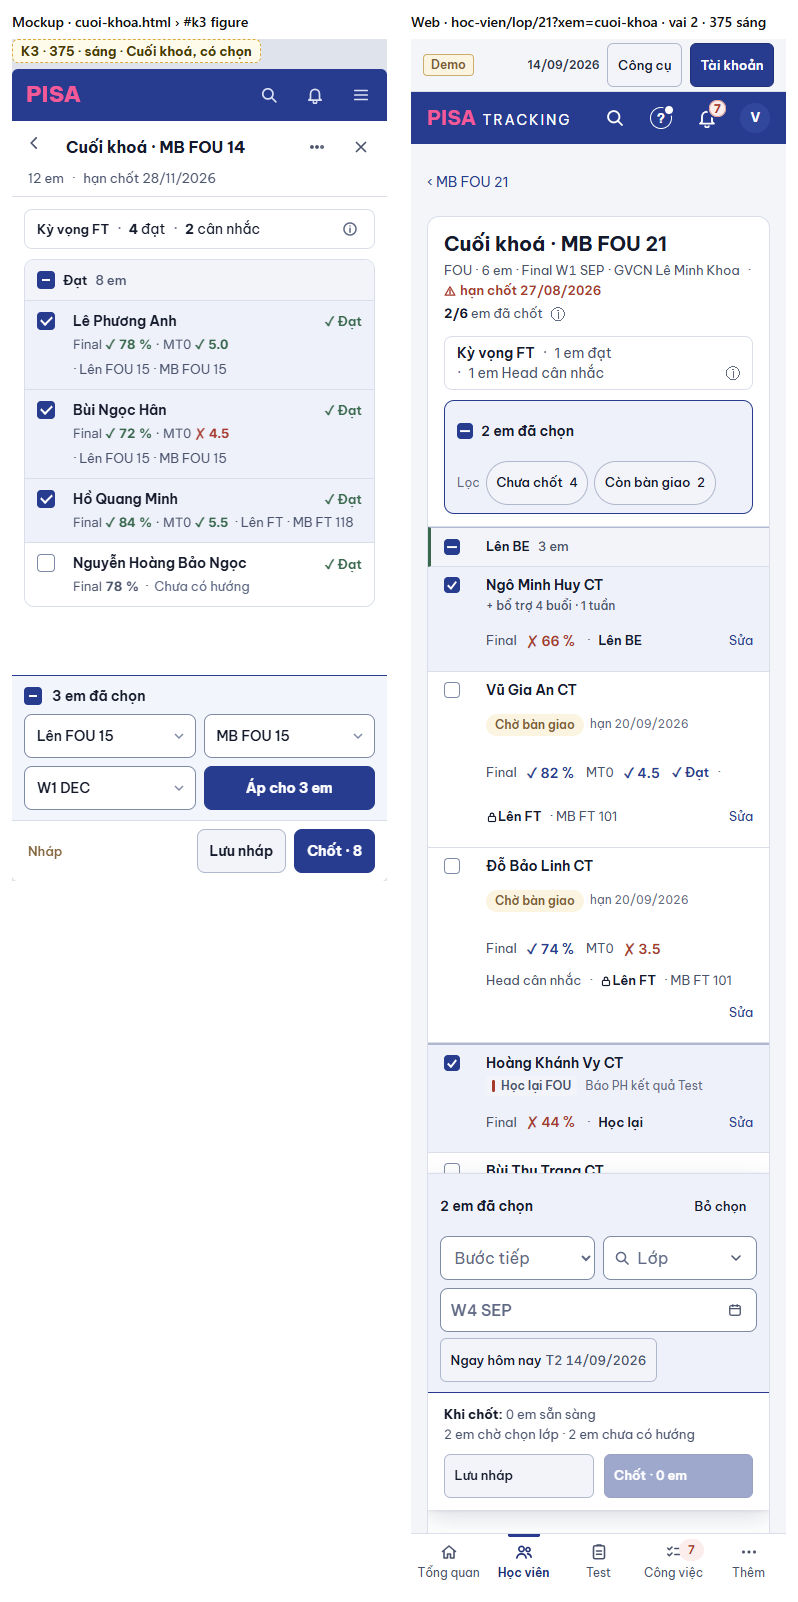 Mockup · cuoi-khoa.html › #k3 figure
K3 · 375 · sáng · Cuối khoá, có chọn
PISA
Cuối khoá · MB FOU 14
12 em · hạn chốt 28/11/2026
Kỳ vọng FT · 4 đạt · 2 cân nhắc
Đạt 8 em
Lê Phương Anh ✓ Đạt
Final ✓ 78 % · MT0 ✓ 5.0
· Lên FOU 15 · MB FOU 15
Bùi Ngọc Hân ✓ Đạt
Final ✓ 72 % · MT0 ✗ 4.5
· Lên FOU 15 · MB FOU 15
Hồ Quang Minh ✓ Đạt
Final ✓ 84 % · MT0 ✓ 5.5 · Lên FT · MB FT 118
Nguyễn Hoàng Bảo Ngọc ✓ Đạt
Final 78 % · Chưa có hướng
3 em đã chọn
Lên FOU 15 MB FOU 15
W1 DEC Áp cho 3 em
Nháp Lưu nháp Chốt · 8
Web · hoc-vien/lop/21?xem=cuoi-khoa · vai 2 · 375 sáng
Demo 14/09/2026 Công cụ Tài khoản
PISA TRACKING ? 7 V
‹ MB FOU 21
Cuối khoá · MB FOU 21
FOU · 6 em · Final W1 SEP · GVCN Lê Minh Khoa ·
⚠ hạn chốt 27/08/2026
2/6 em đã chốt ⓘ
Kỳ vọng FT · 1 em đạt
· 1 em Head cân nhắc ⓘ
2 em đã chọn
Lọc Chưa chốt 4 Còn bàn giao 2
Lên BE 3 em
Ngô Minh Huy CT
+ bổ trợ 4 buổi · 1 tuần
Final ✗ 66 % · Lên BE Sửa
Vũ Gia An CT
Chờ bàn giao hạn 20/09/2026
Final ✓ 82 % MT0 ✓ 4.5 ✓ Đạt ·
Lên FT · MB FT 101 Sửa
Đỗ Bảo Linh CT
Chờ bàn giao hạn 20/09/2026
Final ✓ 74 % MT0 ✗ 3.5
Head cân nhắc · Lên FT · MB FT 101
Sửa
Hoàng Khánh Vy CT
Học lại FOU Báo PH kết quả Test
Final ✗ 44 % · Học lại Sửa
Bùi Thu Trang CT
2 em đã chọn Bỏ chọn
Bước tiếp Lớp
W4 SEP
Ngay hôm nay T2 14/09/2026
Khi chốt: 0 em sẵn sàng
2 em chờ chọn lớp · 2 em chưa có hướng
Lưu nháp Chốt · 0 em
7
Tổng quan Học viên Test Công việc Thêm